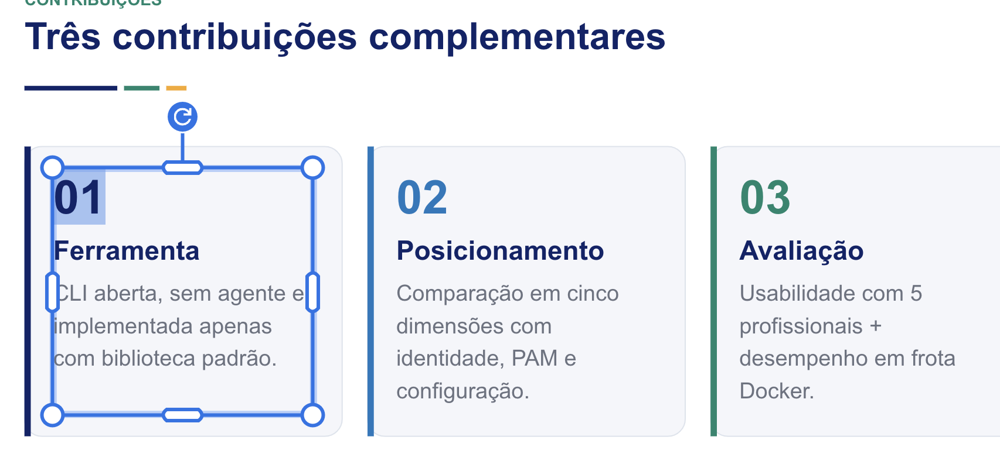 CONTRIBUIÇÕES
Três contribuições complementares
01
Ferramenta
CLI aberta, sem agente e
implementada apenas
com biblioteca padrão.
02
Posicionamento
Comparação em cinco
dimensões com
identidade, PAM e
configuração.
03
Avaliação
Usabilidade com 5
profissionais +
desempenho em frota
Docker.